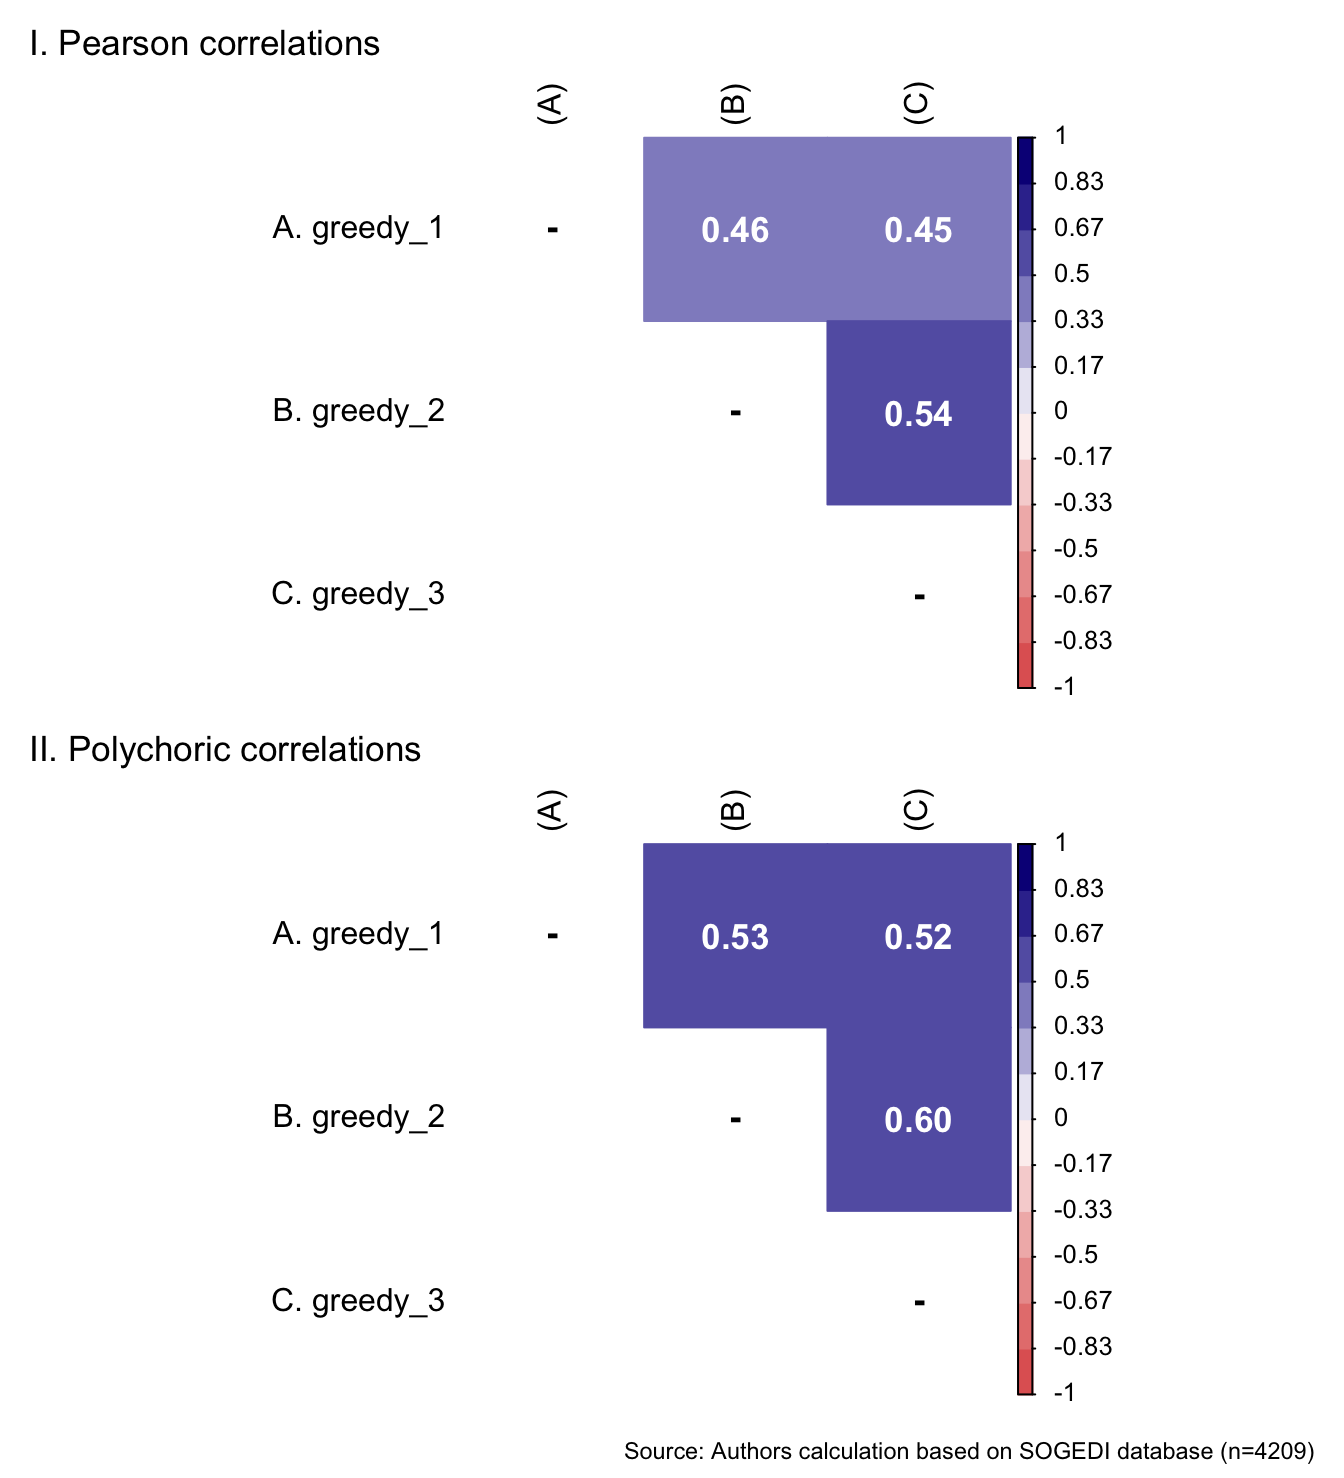 I. Pearson correlations
(A) (B) (C)
A. greedy_1 - 0.46 0.45
B. greedy_2 - 0.54
C. greedy_3 -
1
0.83
0.67
0.5
0.33
0.17
0
-0.17
-0.33
-0.5
-0.67
-0.83
-1
II. Polychoric correlations
(A) (B) (C)
A. greedy_1 - 0.53 0.52
B. greedy_2 - 0.60
C. greedy_3 -
1
0.83
0.67
0.5
0.33
0.17
0
-0.17
-0.33
-0.5
-0.67
-0.83
-1
Source: Authors calculation based on SOGEDI database (n=4209)